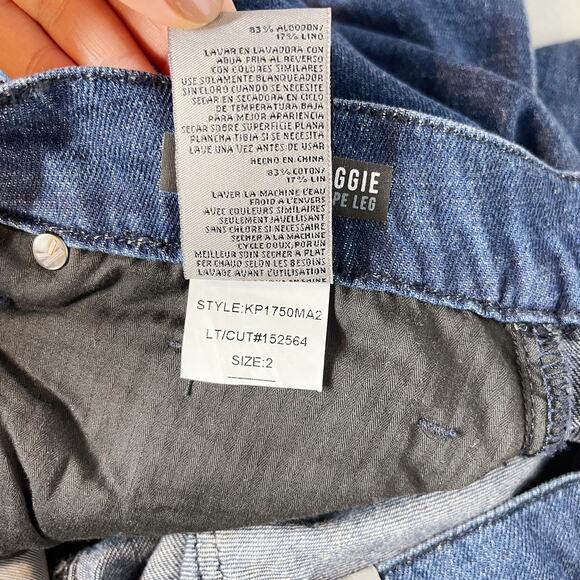 83% ALGODON/
17% LINO
LAVAR EN LAVADORA CON
AGUA FRIA AL REVERSO
CON COLORES SIMILARES
USE SOLAMENTE BLANQUEADOR
SIN CLORO CUANDO SE NECESITE
SECAR EN SECADORA EN CICLO
DE TEMPERATURA BAJA
PARA MEJOR APARIENCIA
SECAR SOBRE SUPERFICIE PLANA
PLANCHA TIBIA SI SE NECESITA
LAVE UNA VEZ ANTES DE USAR
HECHO EN CHINA
83% COTON/
17% LIN
LAVER LA MACHINE L'EAU
FROID A L'ENVERS
AVEC COULEURS SIMILAIRES
SEULEMENT JAVELLISANT
SANS CHLORE SI NECESSAIRE
SECHER A LA MACHINE
CYCLE DOUX, POR UN
MEILLEUR SOIN SECHER A PLAT
FER CHAUD SELON LES BESOINS
LAVAGE AVANT L'UTILISATION
GGIE
PE LEG
STYLE:KP1750MA2
LT/CUT#152564
SIZE:2